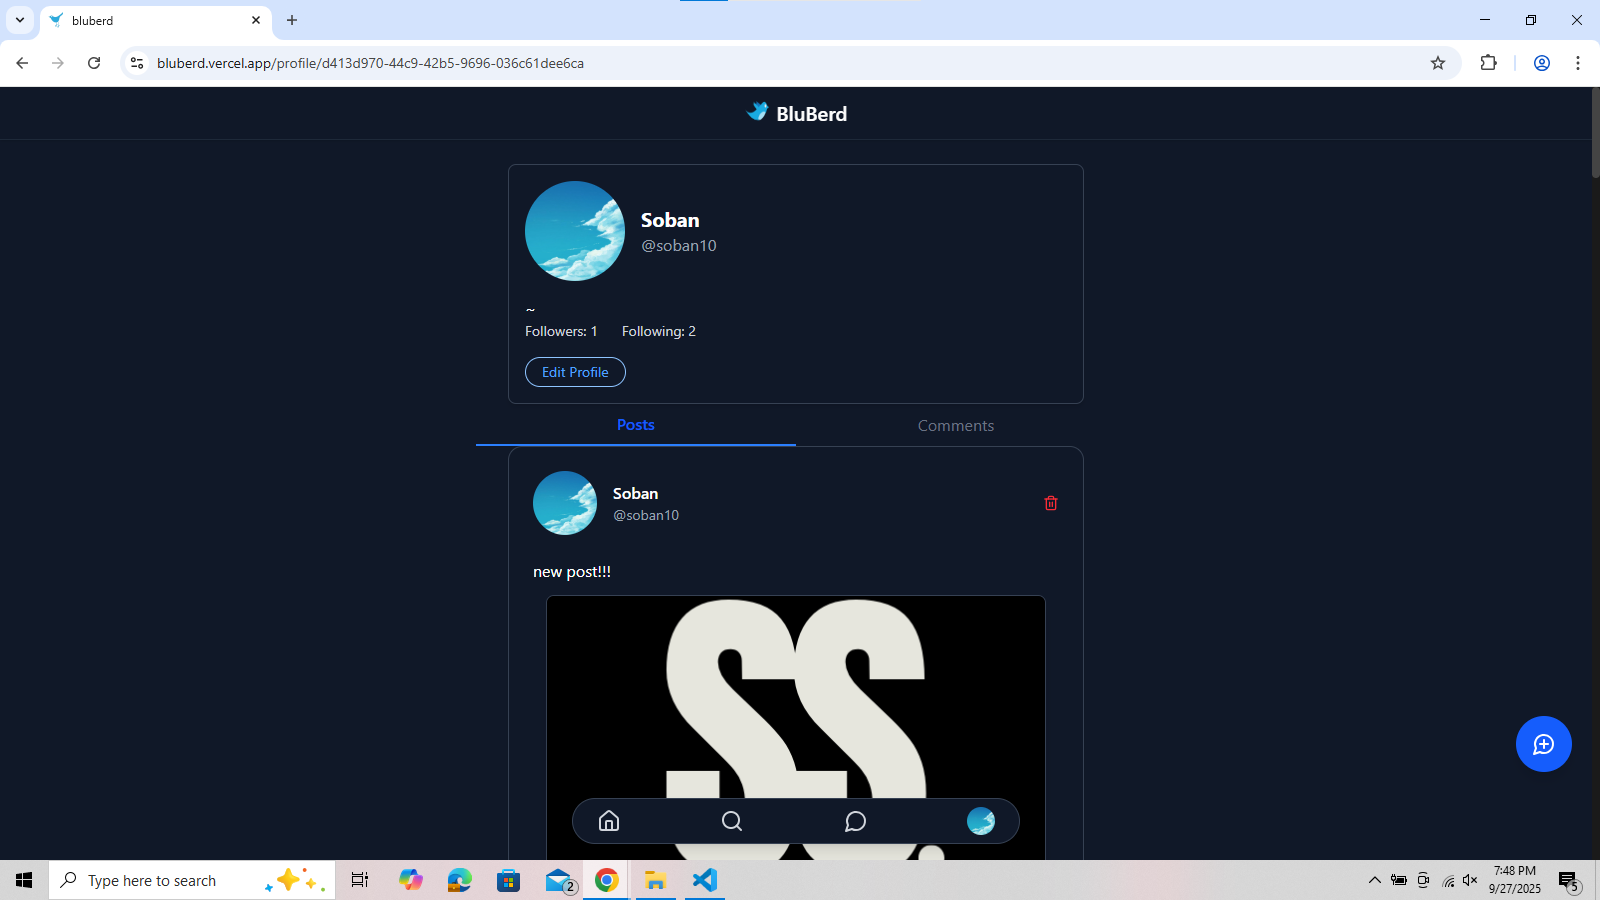 bluberd
bluberd.vercel.app/profile/d413d970-44c9-42b5-9696-036c61dee6ca
BluBerd
Soban
@soban10
~
Followers: 1 Following: 2
Edit Profile
Posts Comments
Soban
@soban10
new post!!!
SS.
Type here to search
2
7:48 PM
9/27/2025
5